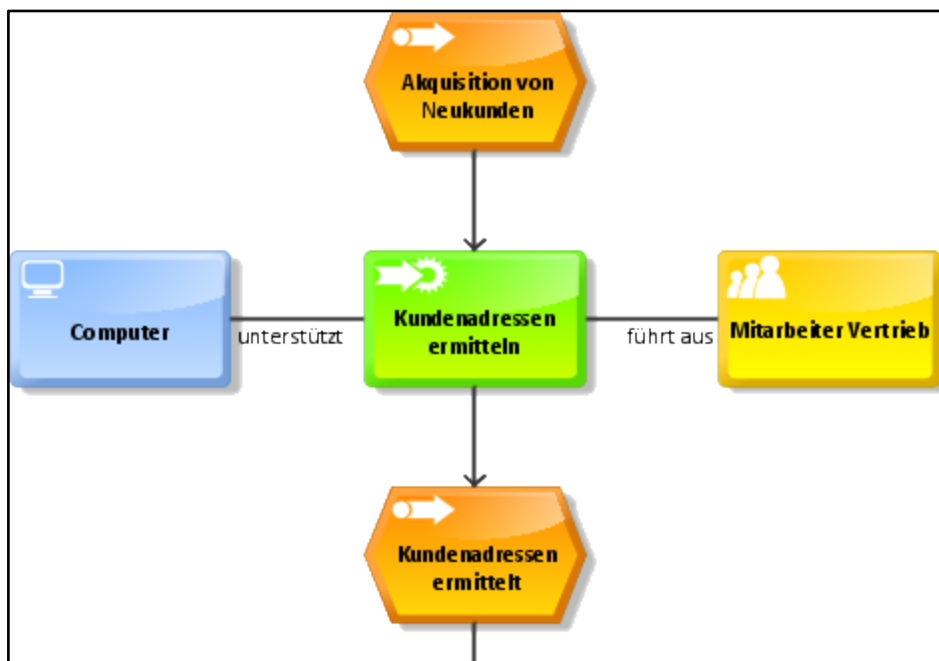 Akquisition von
Neukunden
Computer
unterstützt
Kundenadressen
ermitteln
führt aus
Mitarbeiter Vertrieb
Kundenadressen
ermittelt